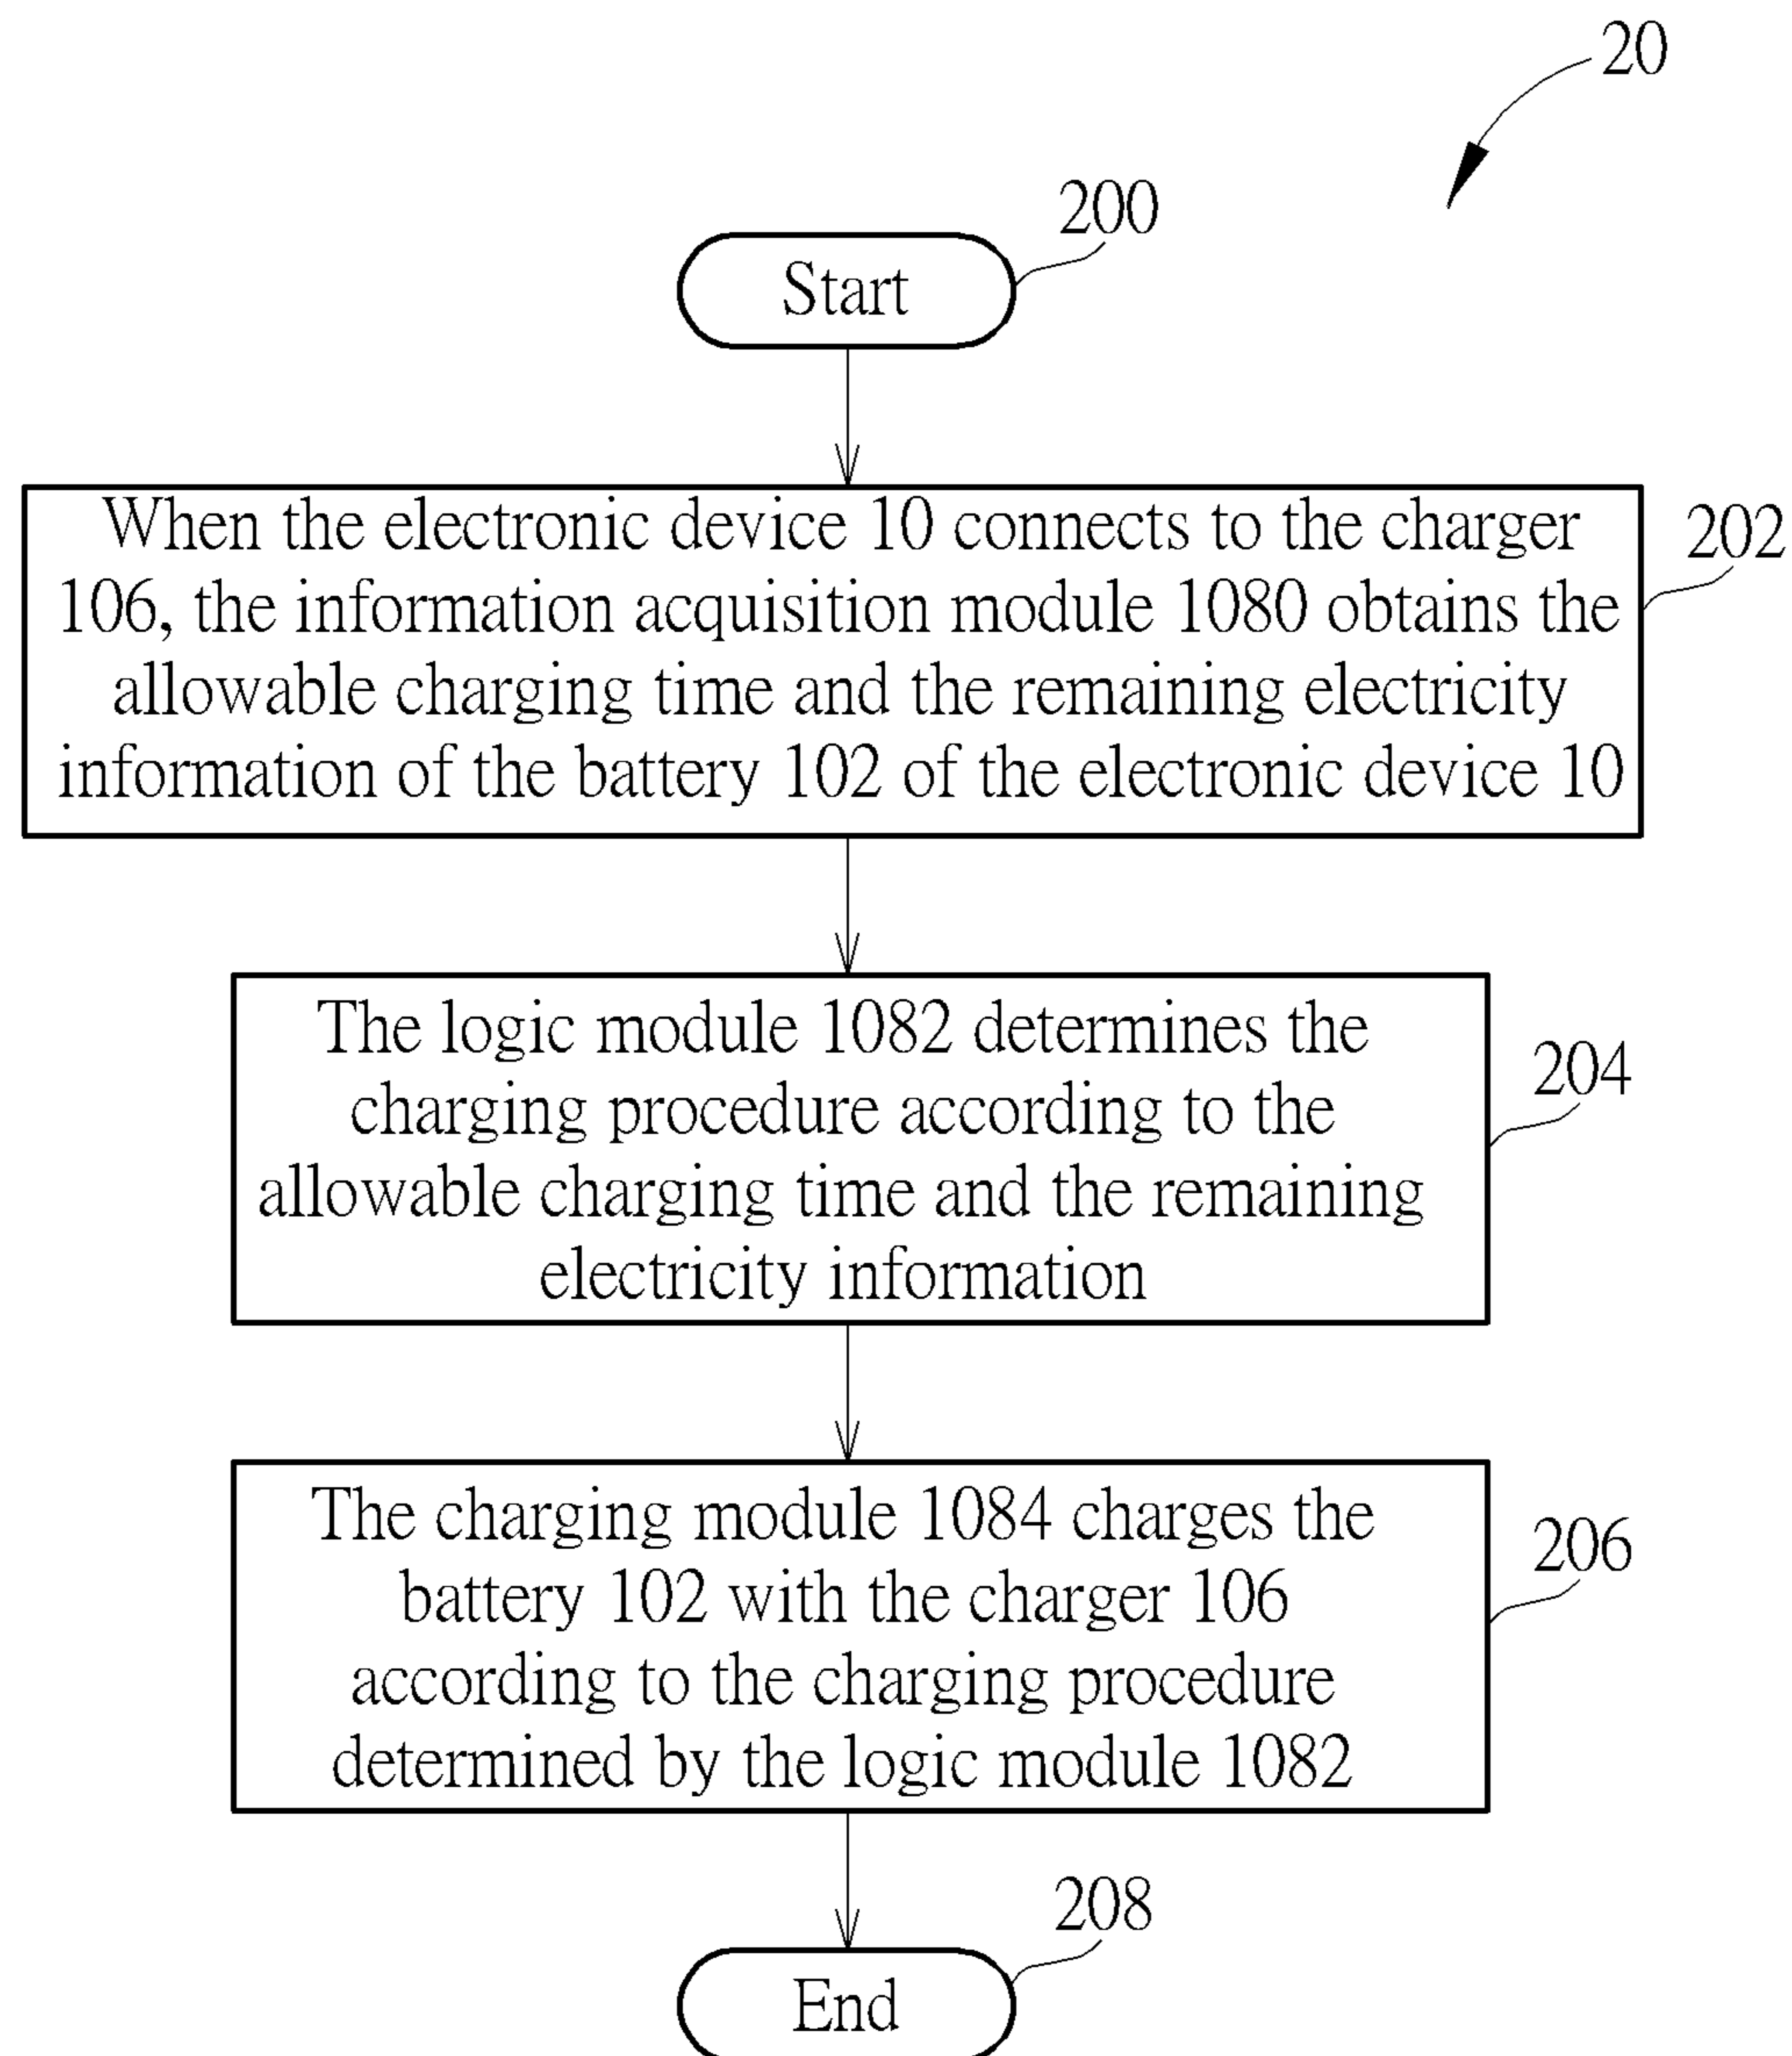 20
200
Start
202
When the electronic device 10 connects to the charger
106, the information acquisition module 1080 obtains the
allowable charging time and the remaining electricity
information of the battery 102 of the electronic device 10
The logic module 1082 determines the
charging procedure according to the
allowable charging time and the remaining
electricity information
204
The charging module 1084 charges the
battery 102 with the charger 106
according to the charging procedure
determined by the logic module 1082
206
208
End